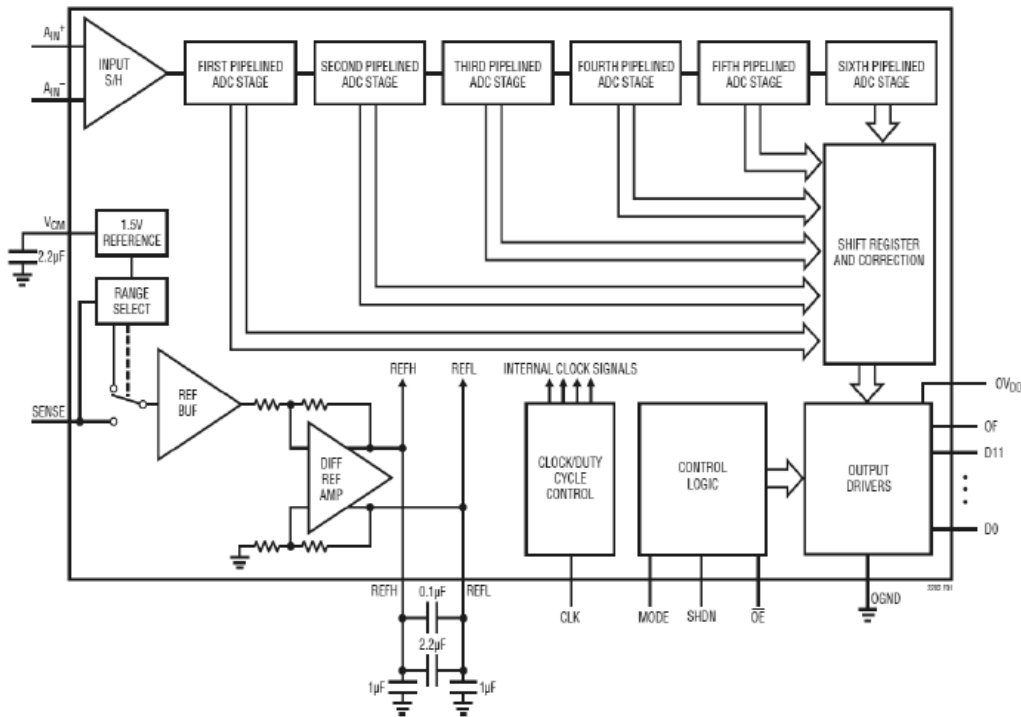 AIN+
INPUT
S/H
AIN−
FIRST PIPELINED
ADC STAGE
SECOND PIPELINED
ADC STAGE
THIRD PIPELINED
ADC STAGE
FOURTH PIPELINED
ADC STAGE
FIFTH PIPELINED
ADC STAGE
SIXTH PIPELINED
ADC STAGE
VCM
2.2µF
1.5V
REFERENCE
RANGE
SELECT
SHIFT REGISTER
AND CORRECTION
SENSE
REF
BUF
DIFF
REF
AMP
REFH
REFL
INTERNAL CLOCK SIGNALS
CLOCK/DUTY
CYCLE
CONTROL
CONTROL
LOGIC
OUTPUT
DRIVERS
OVDD
OF
D11
D0
REFH
0.1µF
REFL
2.2µF
1µF
1µF
CLK
MODE
SHDN
OE
OGND